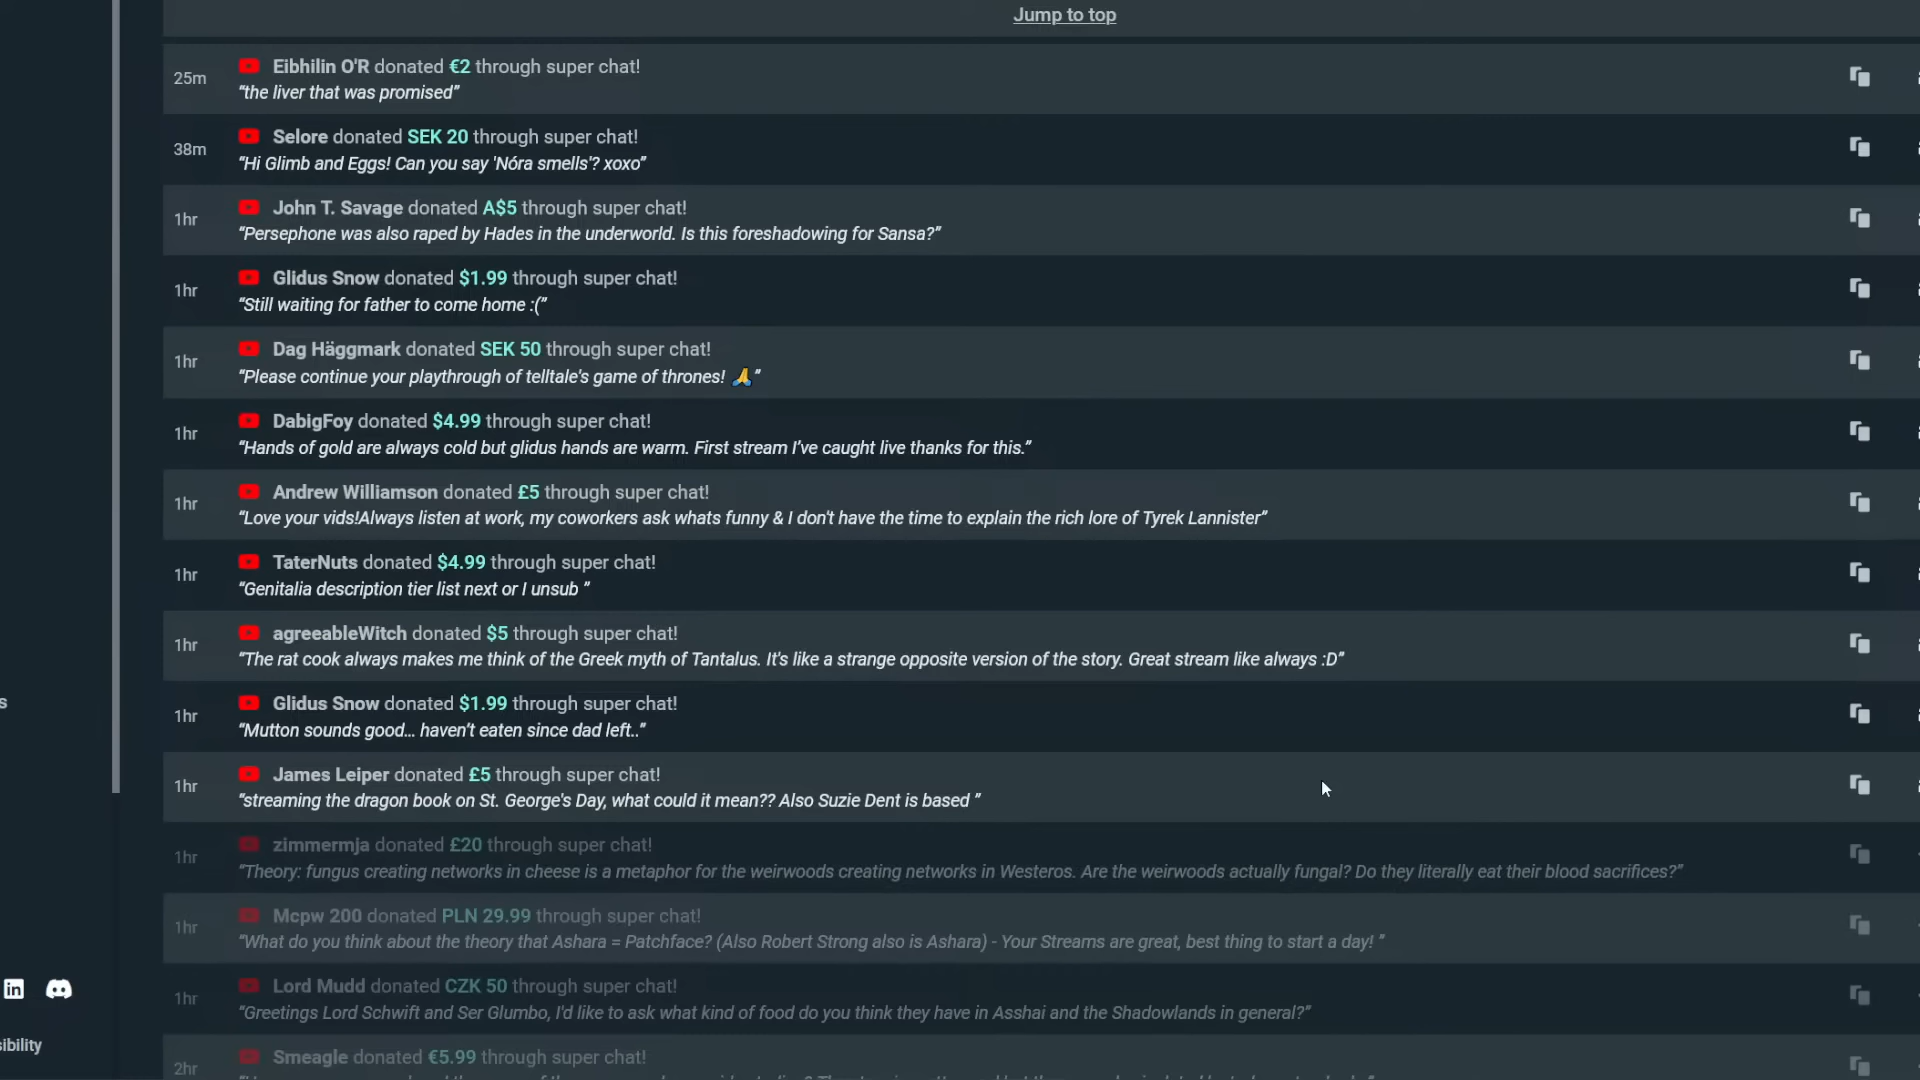 Jump to top
25m
Eibhilin O'R donated €2 through super chat!
“the liver that was promised”
38m
Selore donated SEK 20 through super chat!
“Hi Glimb and Eggs! Can you say 'Nóra smells'? xoxo”
1hr
John T. Savage donated A$5 through super chat!
“Persephone was also raped by Hades in the underworld. Is this foreshadowing for Sansa?”
1hr
Glidus Snow donated $1.99 through super chat!
“Still waiting for father to come home :(”
1hr
Dag Häggmark donated SEK 50 through super chat!
“Please continue your playthrough of telltale's game of thrones! 🙏”
1hr
DabigFoy donated $4.99 through super chat!
“Hands of gold are always cold but glidus hands are warm. First stream I’ve caught live thanks for this.”
1hr
Andrew Williamson donated £5 through super chat!
“Love your vids!Always listen at work, my coworkers ask whats funny & I don't have the time to explain the rich lore of Tyrek Lannister”
1hr
TaterNuts donated $4.99 through super chat!
“Genitalia description tier list next or I unsub ”
1hr
agreeableWitch donated $5 through super chat!
“The rat cook always makes me think of the Greek myth of Tantalus. It's like a strange opposite version of the story. Great stream like always :D”
1hr
Glidus Snow donated $1.99 through super chat!
“Mutton sounds good... haven’t eaten since dad left..”
1hr
James Leiper donated £5 through super chat!
“streaming the dragon book on St. George's Day, what could it mean?? Also Suzie Dent is based ”
1hr
zimmermja donated £20 through super chat!
“Theory: fungus creating networks in cheese is a metaphor for the weirwoods creating networks in Westeros. Are the weirwoods actually fungal? Do they literally eat their blood sacrifices?”
1hr
Mcpw 200 donated PLN 29.99 through super chat!
“What do you think about the theory that Ashara = Patchface? (Also Robert Strong also is Ashara) - Your Streams are great, best thing to start a day! ”
1hr
Lord Mudd donated CZK 50 through super chat!
“Greetings Lord Schwift and Ser Glumbo, I'd like to ask what kind of food do you think they have in Asshai and the Shadowlands in general?”
2hr
Smeagle donated €5.99 through super chat!
s
in
sibility